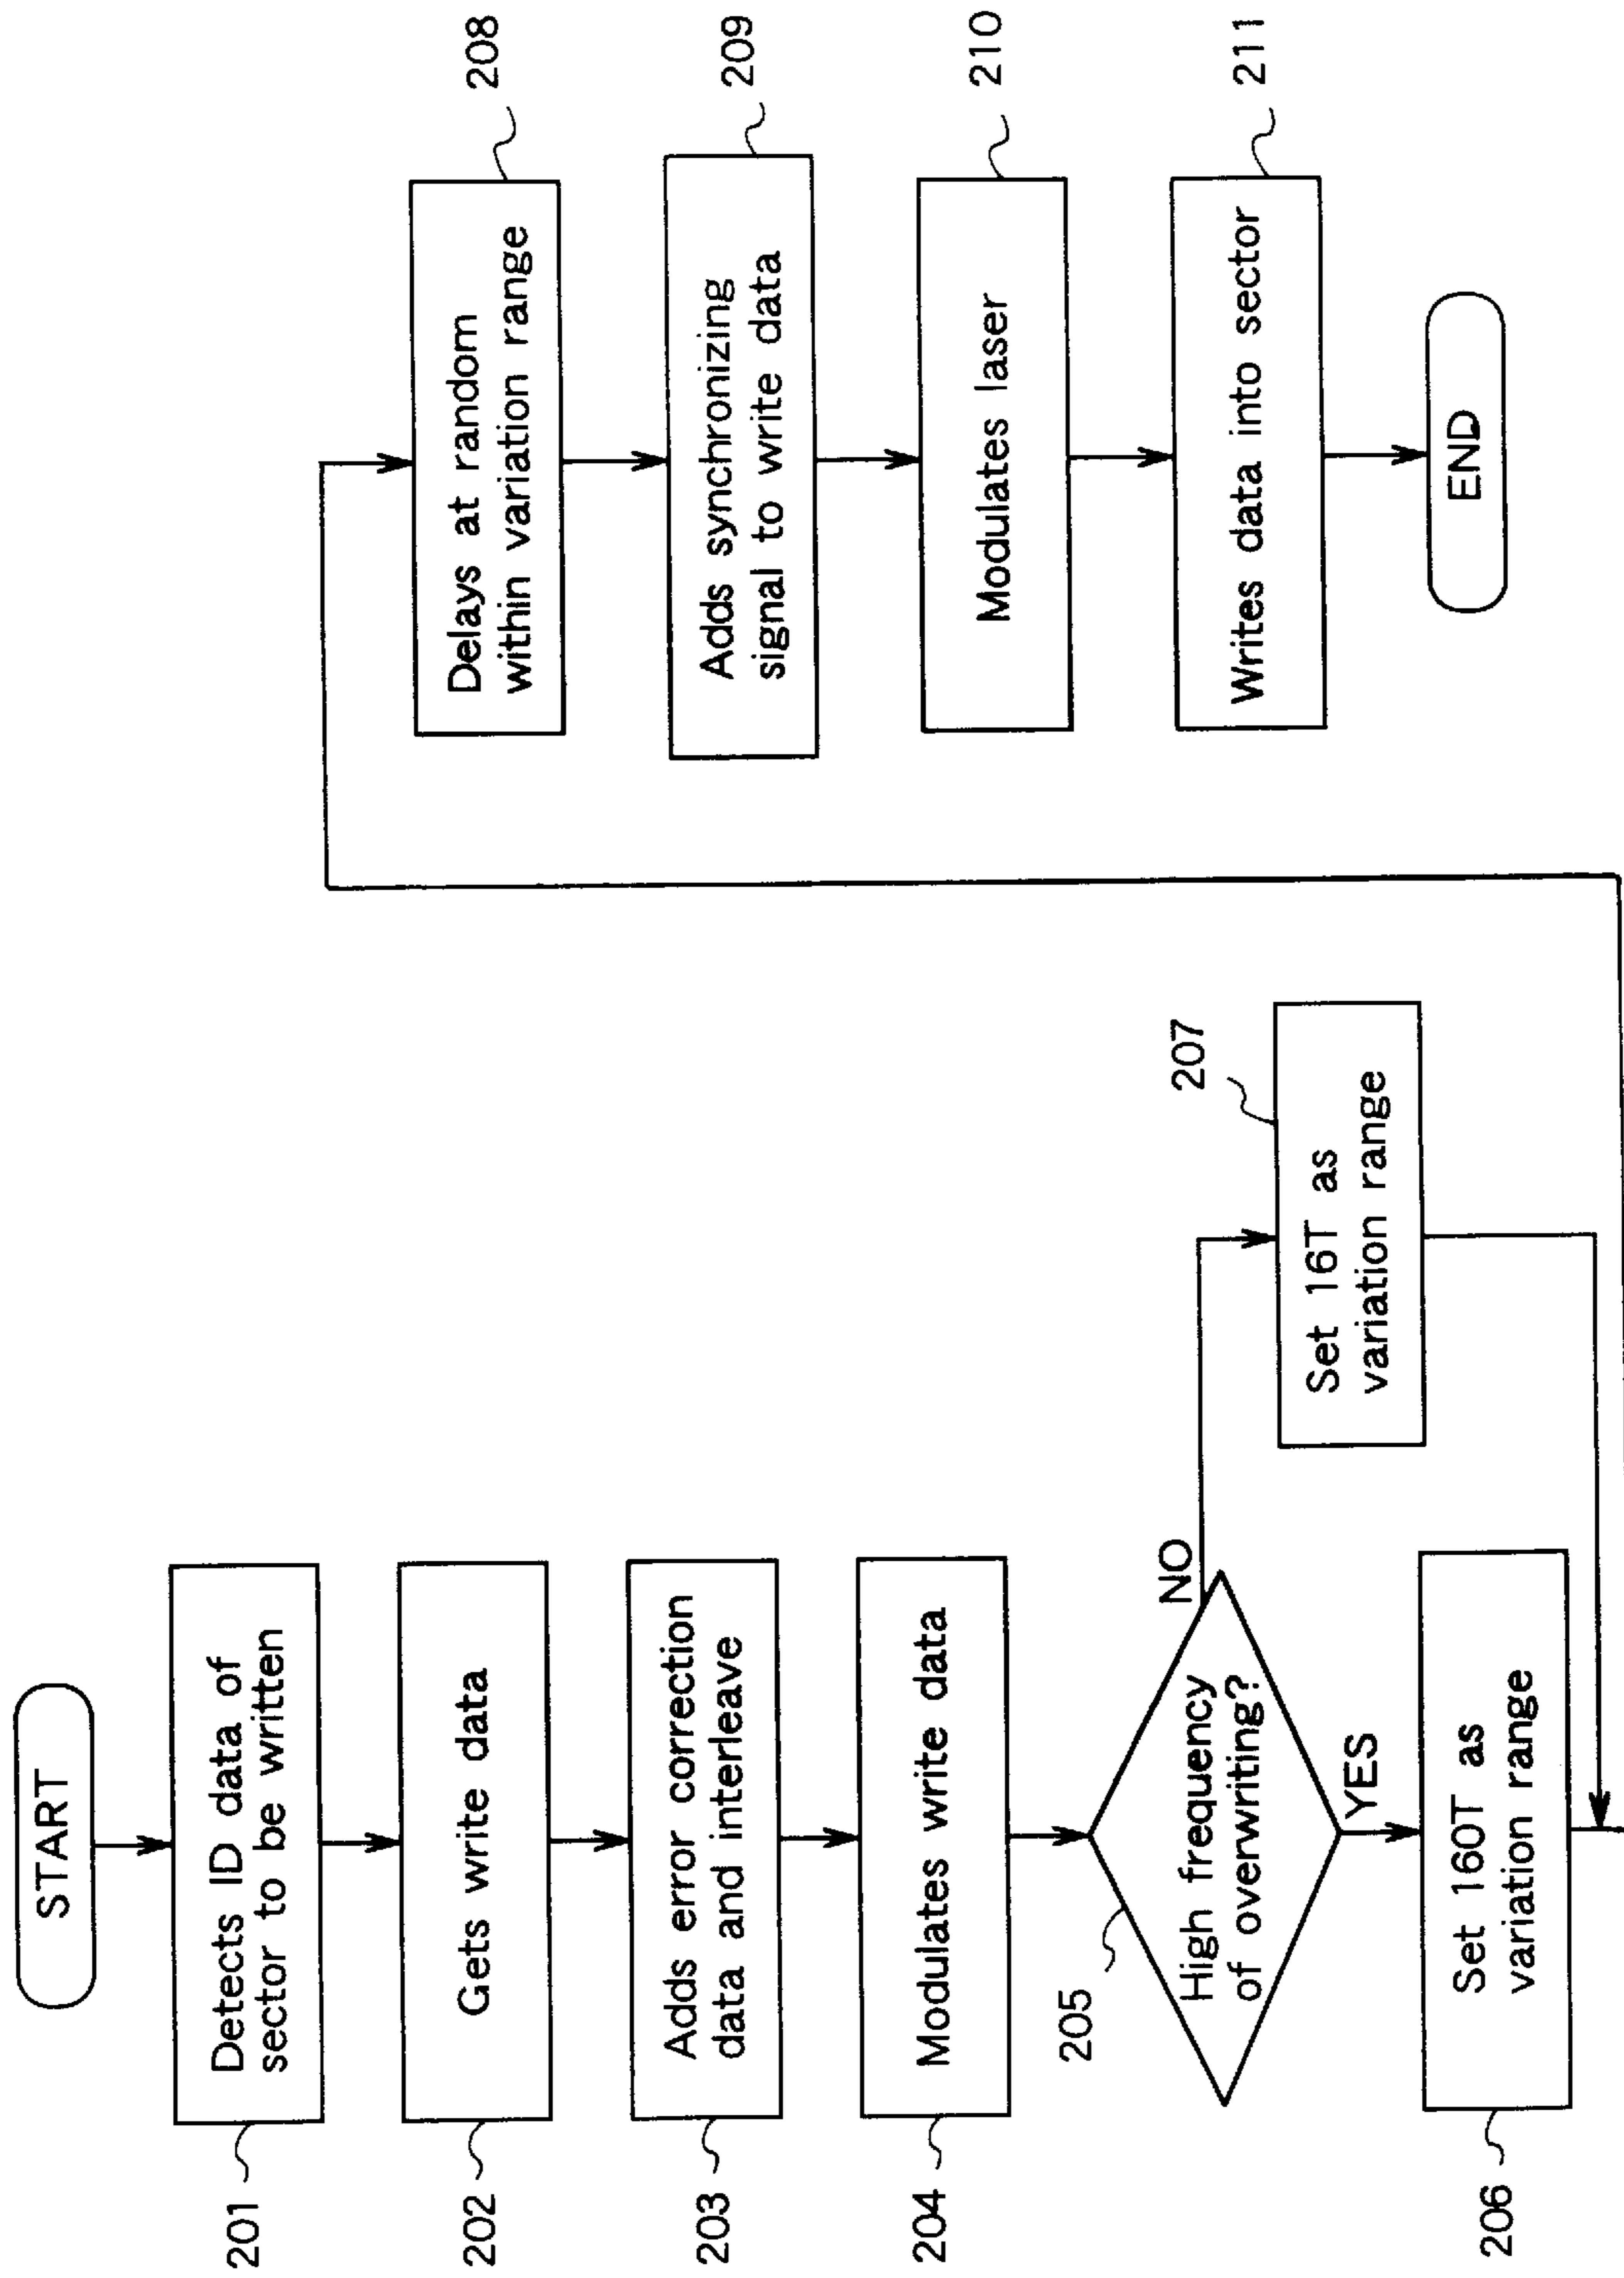 START
201
Detects ID data of
sector to be written
202
Gets write data
203
Adds error correction
data and interleave
204
Modulates write data
205
High frequency
of overwriting?
NO
YES
206
Set 160T as
variation range
207
Set 16T as
variation range
208
Delays at random
within variation range
209
Adds synchronizing
signal to write data
210
Modulates laser
211
Writes data into sector
END